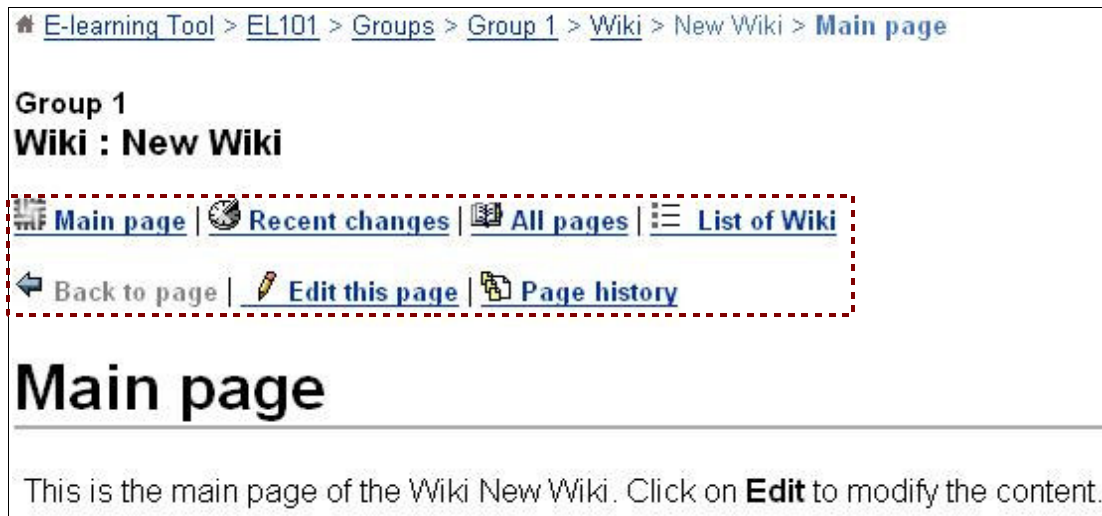 E-learning Tool > EL101 > Groups > Group 1 > Wiki > New Wiki > Main page
Group 1
Wiki : New Wiki
Main page | Recent changes | All pages | List of Wiki
Back to page | Edit this page | Page history
Main page
This is the main page of the Wiki New Wiki. Click on Edit to modify the content.